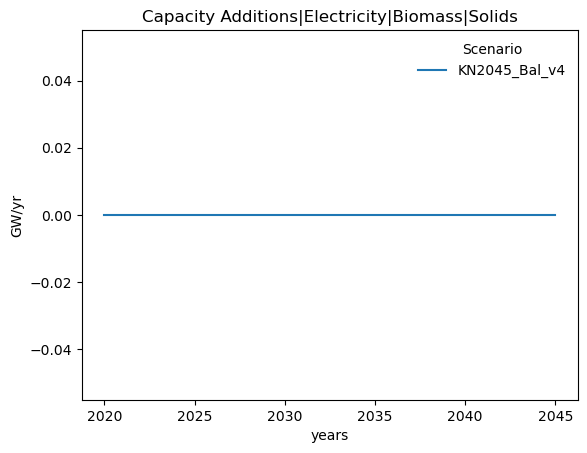 Capacity Additions|Electricity|Biomass|Solids
Scenario
KN2045_Bal_v4
0.04
0.02
0.00
−0.02
−0.04
GW/yr
2020 2025 2030 2035 2040 2045
years